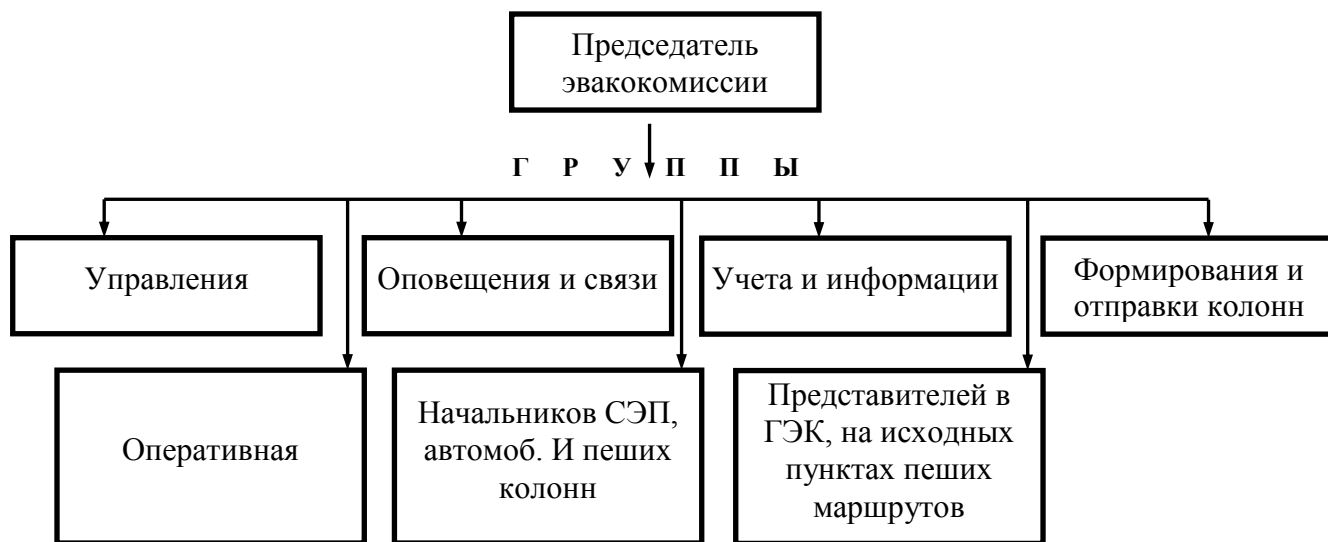 Председатель
эвакокомиссии
Г Р У П П Ы
Управления
Оповещения и связи
Учета и информации
Формирования и
отправки колонн
Оперативная
Начальников СЭП,
автомоб. И пеших
колонн
Представителей в
ГЭК, на исходных
пунктах пеших
маршрутов